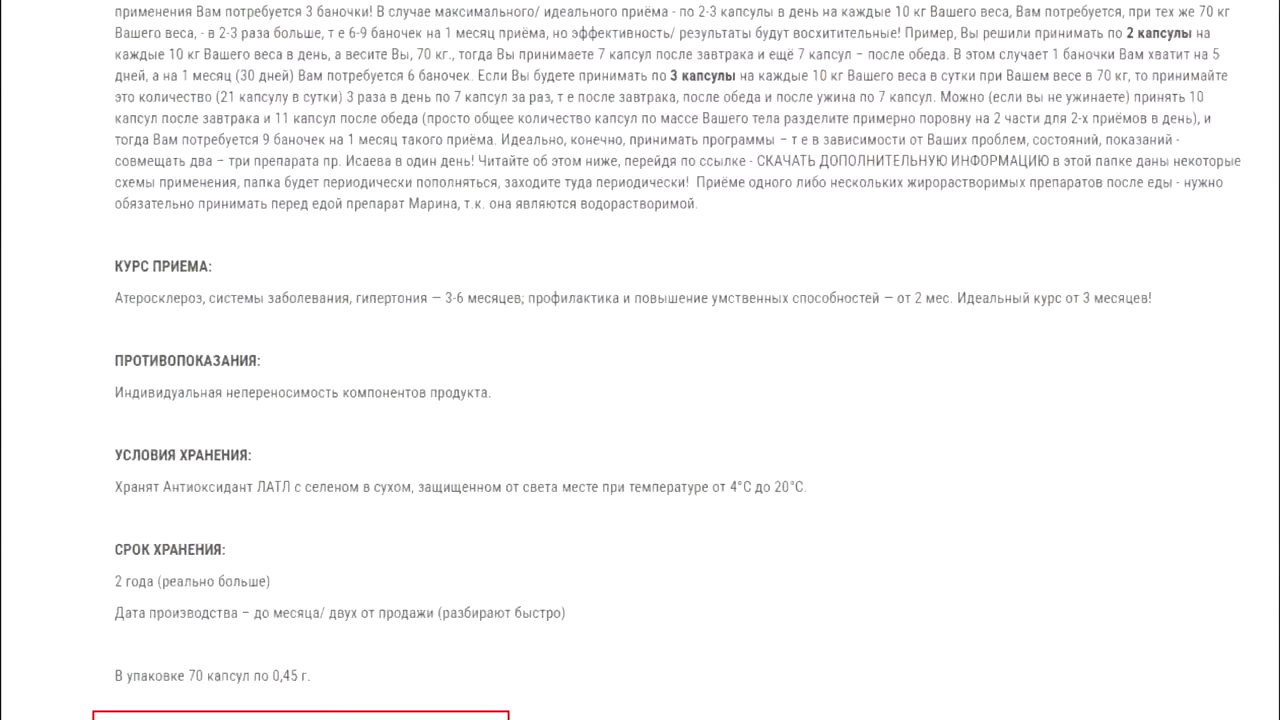 применения Вам потребуется 3 баночки! В случае максимального/ идеального приёма - по 2-3 капсулы в день на каждые 10 кг Вашего веса, Вам потребуется, при тех же 70 кг
Вашего веса, - в 2-3 раза больше, т е 6-9 баночек на 1 месяц приёма, но эффективность/ результаты будут восхитительные! Пример, Вы решили принимать по 2 капсулы на
каждые 10 кг Вашего веса в день, а весите Вы, 70 кг., тогда Вы принимаете 7 капсул после завтрака и ещё 7 капсул – после обеда. В этом случает 1 баночки Вам хватит на 5
дней, а на 1 месяц (30 дней) Вам потребуется 6 баночек. Если Вы будете принимать по 3 капсулы на каждые 10 кг Вашего веса в сутки при Вашем весе в 70 кг, то принимайте
это количество (21 капсулу в сутки) 3 раза в день по 7 капсул за раз, т е после завтрака, после обеда и после ужина по 7 капсул. Можно (если вы не ужинаете) принять 10
капсул после завтрака и 11 капсул после обеда (просто общее количество капсул по массе Вашего тела разделите примерно поровну на 2 части для 2-х приёмов в день), и
тогда Вам потребуется 9 баночек на 1 месяц такого приёма. Идеально, конечно, принимать программы – т е в зависимости от Ваших проблем, состояний, показаний -
совмещать два – три препарата пр. Исаева в один день! Читайте об этом ниже, перейдя по ссылке - СКАЧАТЬ ДОПОЛНИТЕЛЬНУЮ ИНФОРМАЦИЮ в этой папке даны некоторые
схемы применения, папка будет периодически пополняться, заходите туда периодически! Приёме одного либо нескольких жирорастворимых препаратов после еды - нужно
обязательно принимать перед едой препарат Марина, т.к. она являются водорастворимой.
КУРС ПРИЕМА:
Атеросклероз, системы заболевания, гипертония — 3-6 месяцев; профилактика и повышение умственных способностей — от 2 мес. Идеальный курс от 3 месяцев!
ПРОТИВОПОКАЗАНИЯ:
Индивидуальная непереносимость компонентов продукта.
УСЛОВИЯ ХРАНЕНИЯ:
Хранят Антиоксидант ЛАТЛ с селеном в сухом, защищенном от света месте при температуре от 4°С до 20°С.
СРОК ХРАНЕНИЯ:
2 года (реально больше)
Дата производства – до месяца/ двух от продажи (разбирают быстро)
В упаковке 70 капсул по 0,45 г.